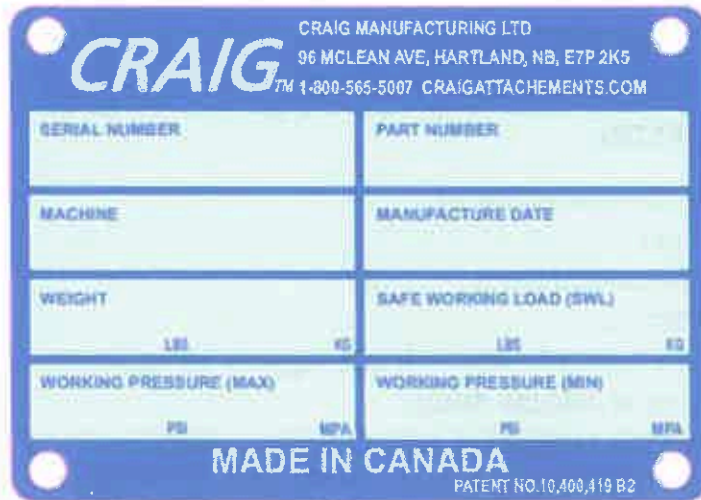 CRAIG MANUFACTURING LTD
96 MCLEAN AVE, HARTLAND, NB, E7P 2K5
CRAIG™ 1-800-565-5007 CRAIGATTACHEMENTS.COM
SERIAL NUMBER PART NUMBER
MACHINE MANUFACTURE DATE
WEIGHT SAFE WORKING LOAD (SWL)
LBS KG LBS KG
WORKING PRESSURE (MAX) WORKING PRESSURE (MIN)
PSI MPA PSI MPA
MADE IN CANADA
PATENT NO.10,400,419 B2